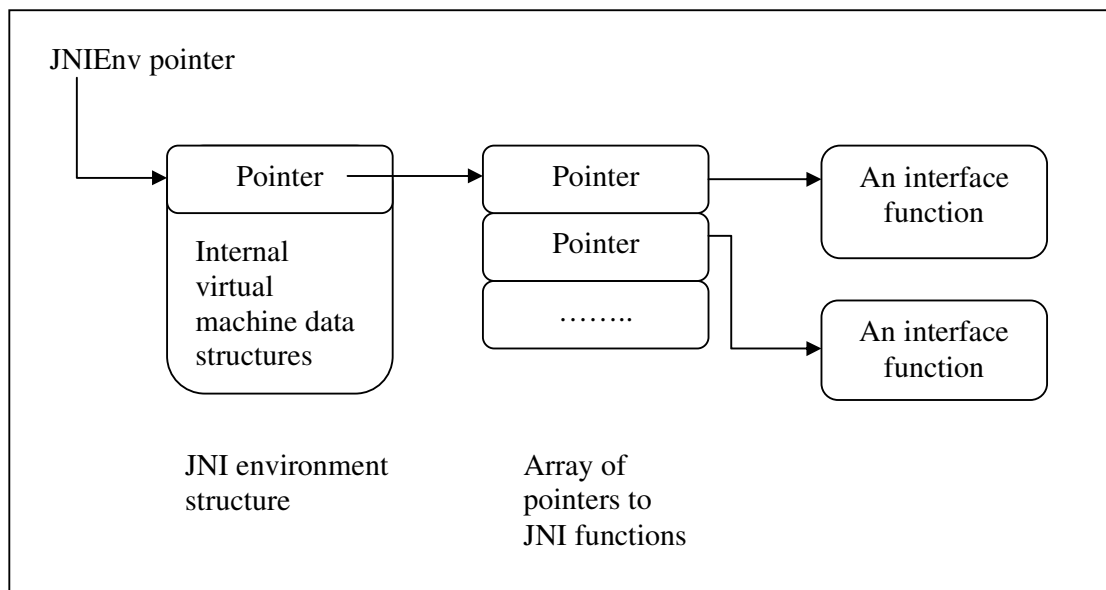 JNIEnv pointer
Pointer
Internal
virtual
machine data
structures
JNI environment
structure
Pointer
Pointer
……..
Array of
pointers to
JNI functions
An interface
function
An interface
function